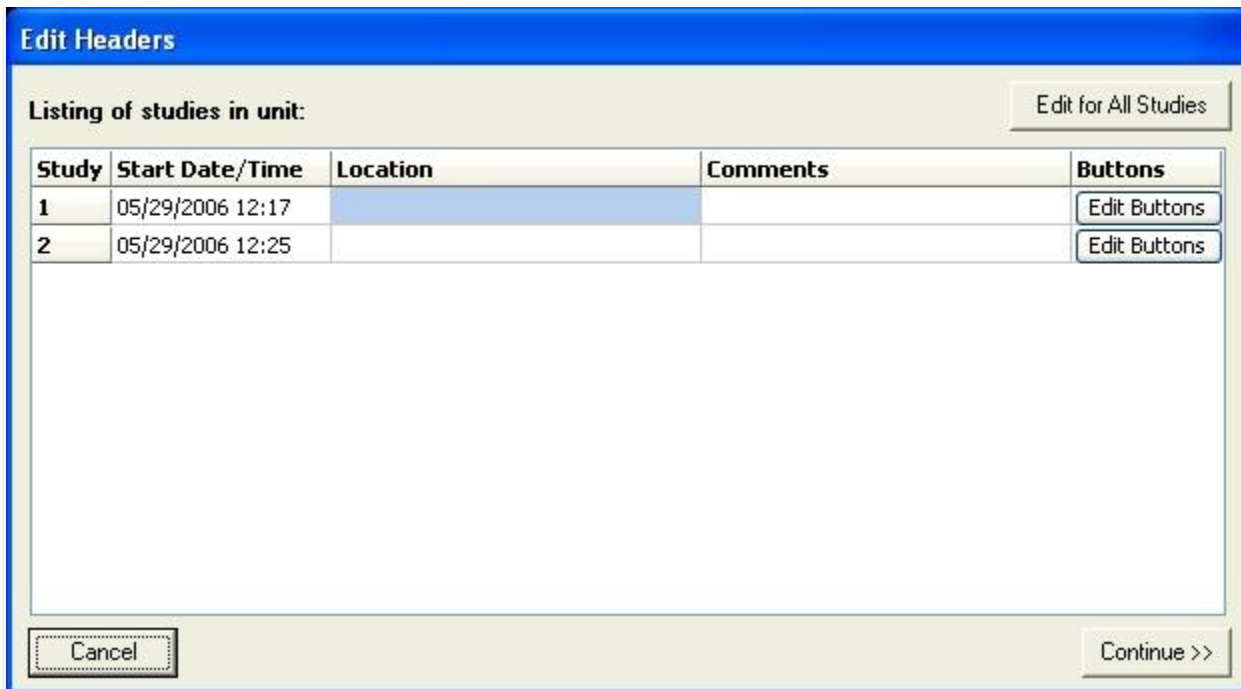 Edit Headers
Listing of studies in unit:
Edit for All Studies
Study Start Date/Time Location Comments Buttons
1 05/29/2006 12:17 Edit Buttons
2 05/29/2006 12:25 Edit Buttons
Cancel
Continue >>